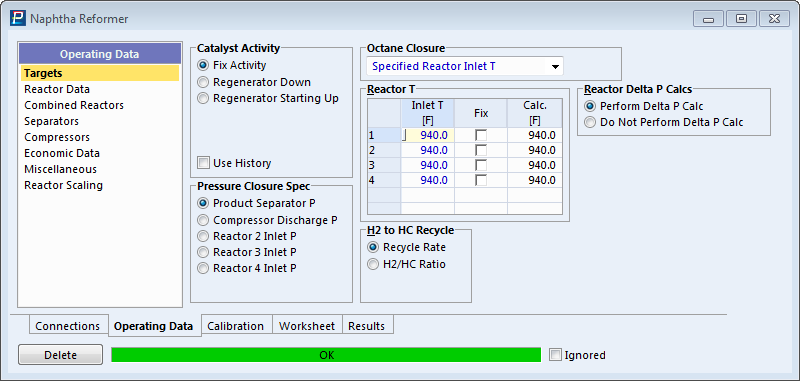 Naphtha Reformer
Operating Data
Targets
Reactor Data
Combined Reactors
Separators
Compressors
Economic Data
Miscellaneous
Reactor Scaling
Catalyst Activity
Fix Activity
Regenerator Down
Regenerator Starting Up
Use History
Pressure Closure Spec
Product Separator P
Compressor Discharge P
Reactor 2 Inlet P
Reactor 3 Inlet P
Reactor 4 Inlet P
Octane Closure
Specified Reactor Inlet T
Reactor T
Inlet T [F] Fix Calc. [F]
1 940.0 940.0
2 940.0 940.0
3 940.0 940.0
4 940.0 940.0
H2 to HC Recycle
Recycle Rate
H2/HC Ratio
Reactor Delta P Calcs
Perform Delta P Calc
Do Not Perform Delta P Calc
Connections Operating Data Calibration Worksheet Results
Delete OK Ignored